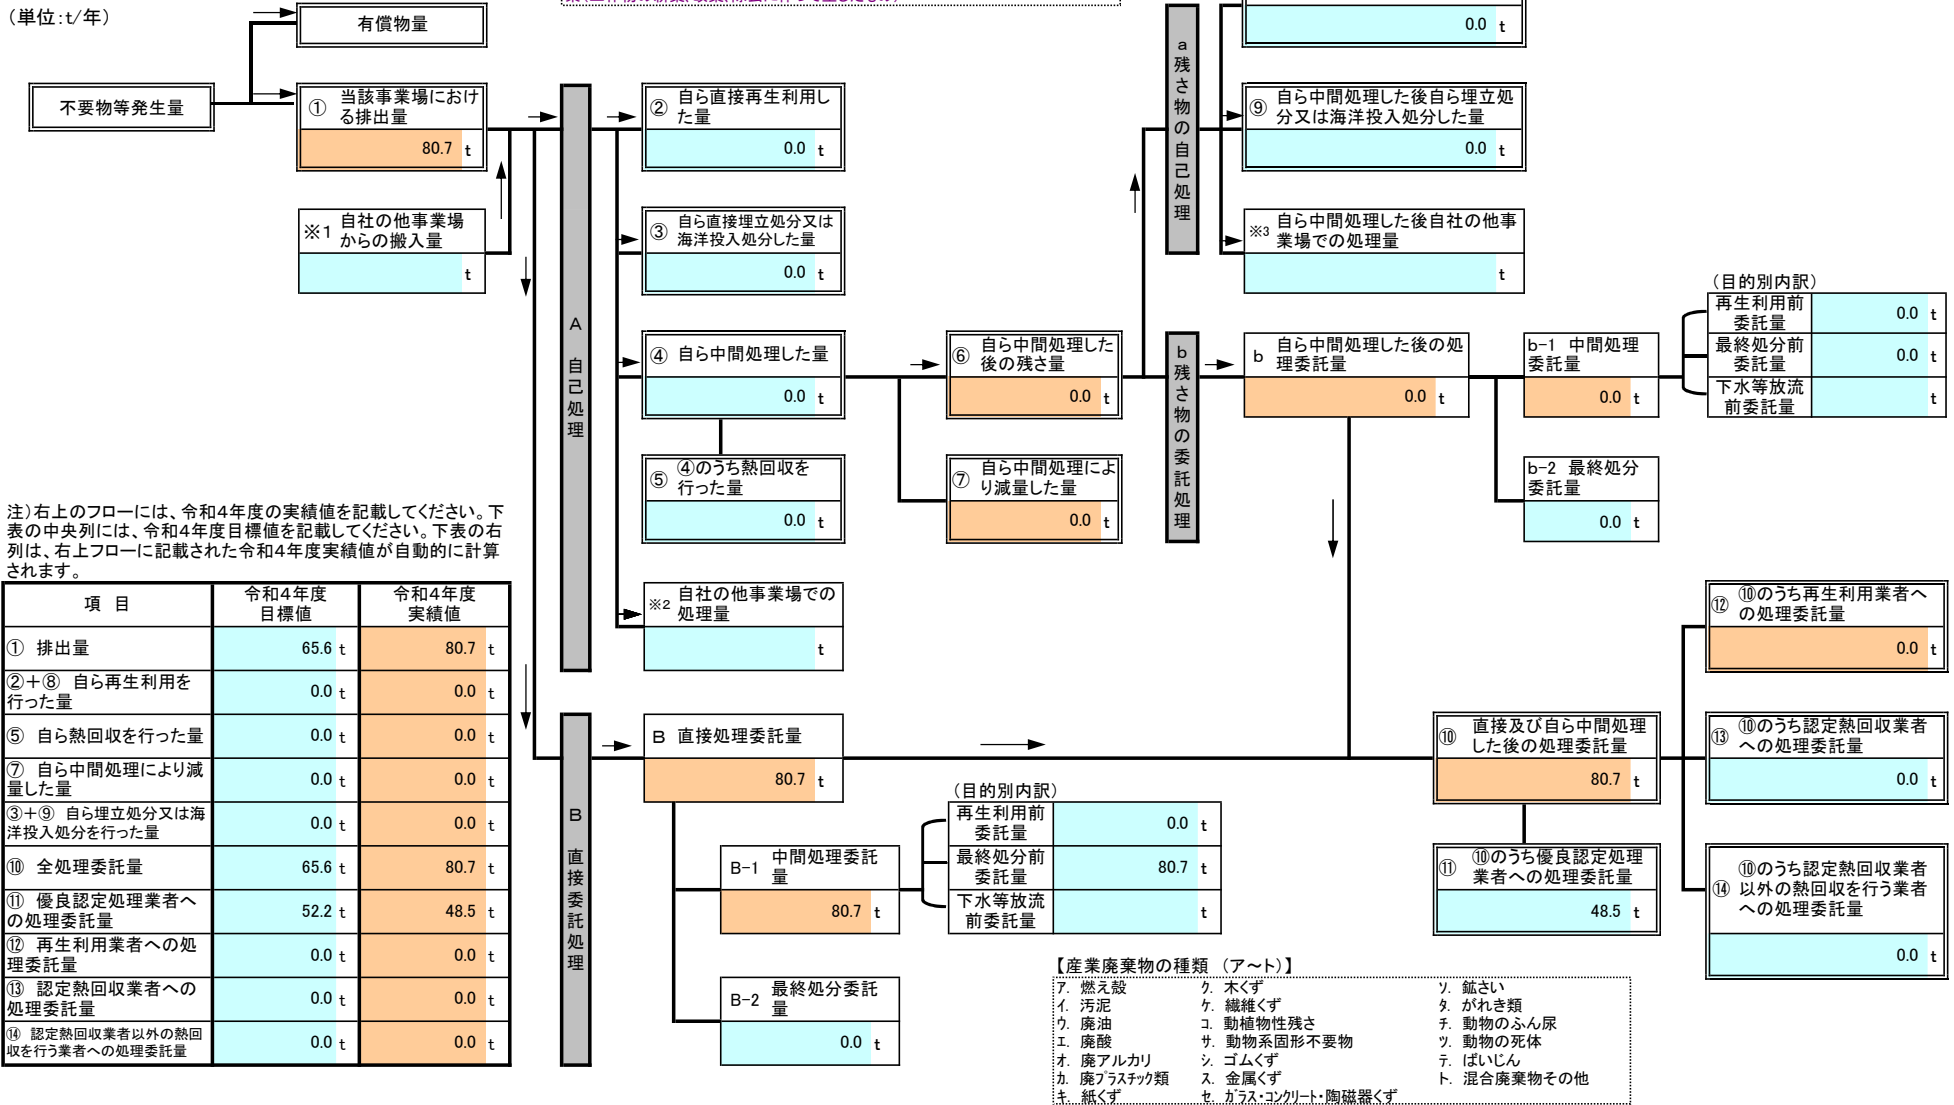 (単位:t/年)
有償物量
不要物等発生量
① 当該事業場におけ
る排出量
80.7 t
※1 自社の他事業場
からの搬入量
t
A 自己処理
② 自ら直接再生利用し
た量
0.0 t
③ 自ら直接埋立処分又は
海洋投入処分した量
0.0 t
④ 自ら中間処理した量
0.0 t
⑤ ④のうち熱回収を
行った量
0.0 t
※2 自社の他事業場での
処理量
t
⑥ 自ら中間処理した
後の残さ量
0.0 t
⑦ 自ら中間処理によ
り減量した量
0.0 t
a 残さ物の自己処理
0.0 t
⑨ 自ら中間処理した後自ら埋立処
分又は海洋投入処分した量
0.0 t
※3 自ら中間処理した後自社の他事
業場での処理量
t
b 残さ物の委託処理
b 自ら中間処理した後の処
理委託量
0.0 t
b-1 中間処理
委託量
0.0 t
b-2 最終処分
委託量
0.0 t
(目的別内訳)
再生利用前
委託量
0.0 t
最終処分前
委託量
0.0 t
下水等放流
前委託量
t
注)右上のフローには、令和4年度の実績値を記載してください。下
表の中央列には、令和4年度目標値を記載してください。下表の右
列は、右上フローに記載された令和4年度実績値が自動的に計算
されます。
項 目
令和4年度
目標値
令和4年度
実績値
① 排出量 65.6 t 80.7 t
②+⑧ 自ら再生利用を
行った量
0.0 t 0.0 t
⑤ 自ら熱回収を行った量 0.0 t 0.0 t
⑦ 自ら中間処理により減
量した量
0.0 t 0.0 t
③+⑨ 自ら埋立処分又は海
洋投入処分を行った量
0.0 t 0.0 t
⑩ 全処理委託量 65.6 t 80.7 t
⑪ 優良認定処理業者へ
の処理委託量
52.2 t 48.5 t
⑫ 再生利用業者への処
理委託量
0.0 t 0.0 t
⑬ 認定熱回収業者への
処理委託量
0.0 t 0.0 t
⑭ 認定熱回収業者以外の熱回
収を行う業者への処理委託量
0.0 t 0.0 t
B 直接委託処理
B 直接処理委託量
80.7 t
B-1 中間処理委託
量
80.7 t
B-2 最終処分委託
量
0.0 t
(目的別内訳)
再生利用前
委託量
0.0 t
最終処分前
委託量
80.7 t
下水等放流
前委託量
t
⑩ 直接及び自ら中間処理
した後の処理委託量
80.7 t
⑪ ⑩のうち優良認定処理
業者への処理委託量
48.5 t
⑫ ⑩のうち再生利用業者へ
の処理委託量
0.0 t
⑬ ⑩のうち認定熱回収業者
への処理委託量
0.0 t
⑭ ⑩のうち認定熱回収業者
以外の熱回収を行う業者
への処理委託量
0.0 t
【産業廃棄物の種類 (ア~ト)】
ア. 燃え殻
イ. 汚泥
ウ. 廃油
エ. 廃酸
オ. 廃アルカリ
カ. 廃プラスチック類
キ. 紙くず
ク. 木くず
ケ. 繊維くず
コ. 動植物性残さ
サ. 動物系固形不要物
シ. ゴムくず
ス. 金属くず
セ. ガラス・コンクリート・陶磁器くず
ソ. 鉱さい
タ. がれき類
チ. 動物のふん尿
ツ. 動物の死体
テ. ばいじん
ト. 混合廃棄物その他